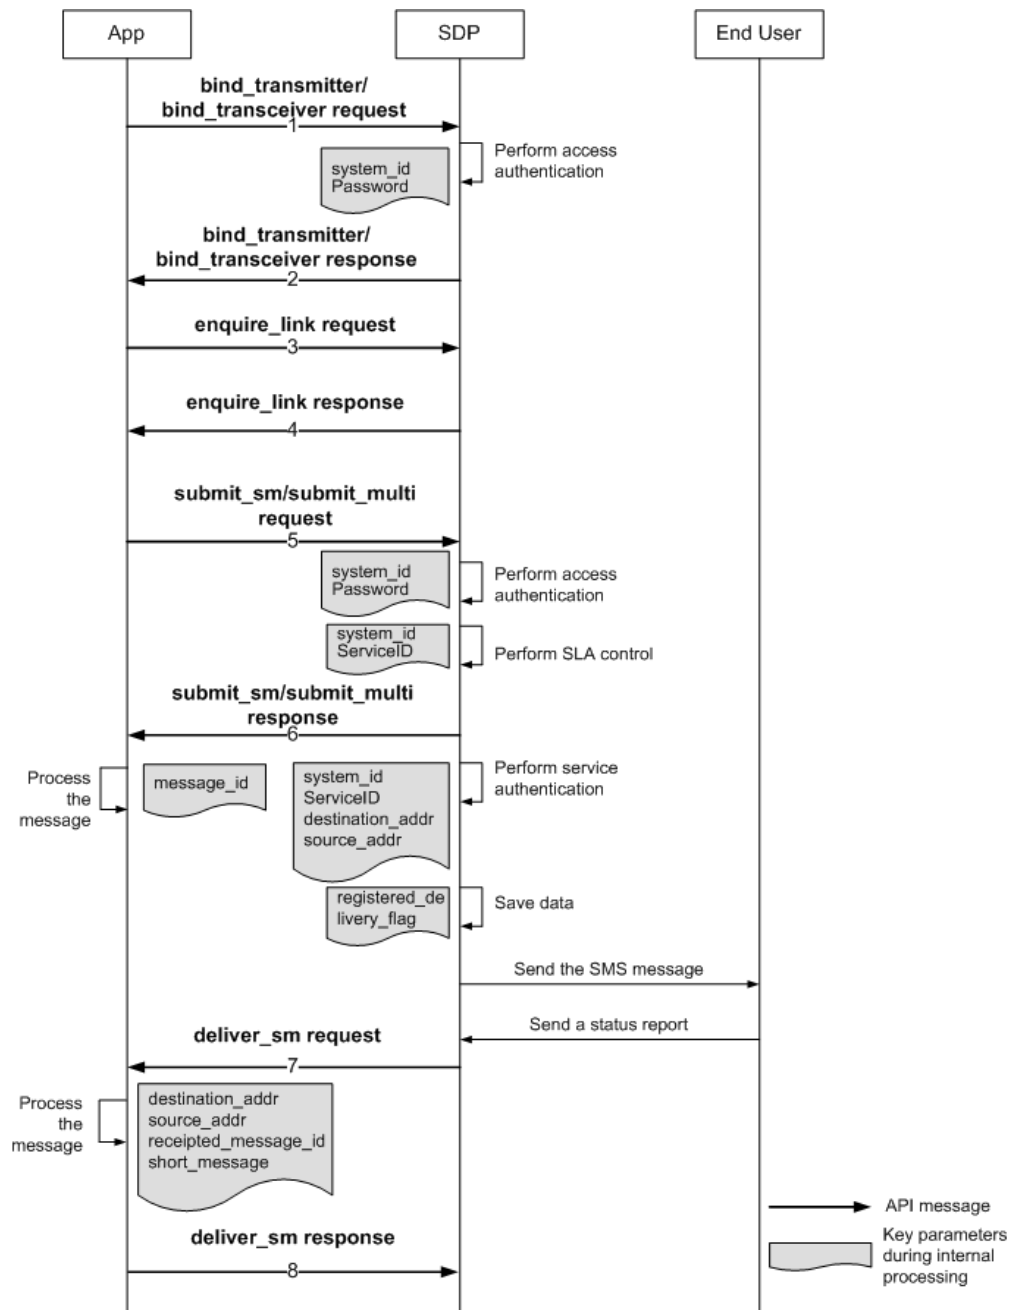 App
SDP
End User
bind_transmitter/
bind_transceiver request
1
Perform access
authentication
system_id
Password
bind_transmitter/
bind_transceiver response
2
enquire_link request
3
enquire_link response
4
submit_sm/submit_multi
request
5
system_id
Password
Perform access
authentication
system_id
ServiceID
Perform SLA control
submit_sm/submit_multi
response
6
Process
the
message
message_id
system_id
ServiceID
destination_addr
source_addr
Perform service
authentication
registered_de
livery_flag
Save data
Send the SMS message
Send a status report
deliver_sm request
7
Process
the
message
destination_addr
source_addr
receipted_message_id
short_message
deliver_sm response
8
API message
Key parameters
during internal
processing